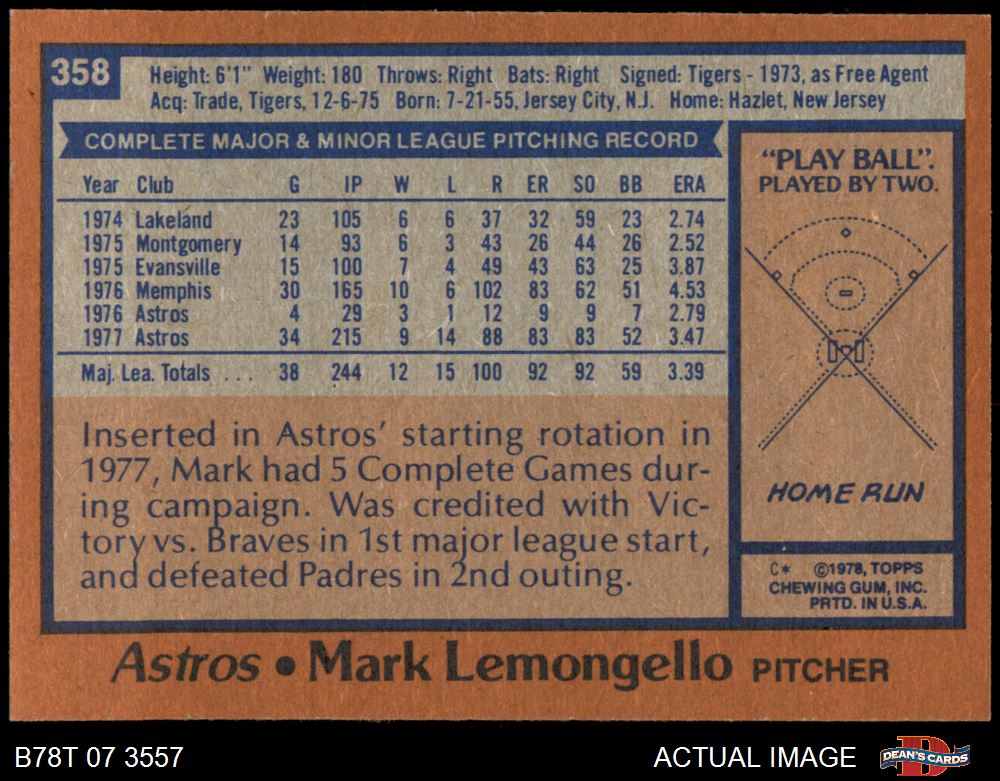 358
Height: 6'1" Weight: 180 Throws: Right Bats: Right Signed: Tigers - 1973, as Free Agent
Acq: Trade, Tigers, 12-6-75 Born: 7-21-55, Jersey City, N.J. Home: Hazlet, New Jersey
COMPLETE MAJOR & MINOR LEAGUE PITCHING RECORD
Year Club G IP W L R ER SO BB ERA
1974 Lakeland 23 105 6 6 37 32 59 23 2.74
1975 Montgomery 14 93 6 3 43 26 44 26 2.52
1975 Evansville 15 100 7 4 49 43 63 25 3.87
1976 Memphis 30 165 10 6 102 83 62 51 4.53
1976 Astros 4 29 3 1 12 9 9 7 2.79
1977 Astros 34 215 9 14 88 83 83 52 3.47
Maj. Lea. Totals ... 38 244 12 15 100 92 92 59 3.39
Inserted in Astros' starting rotation in
1977, Mark had 5 Complete Games dur-
ing campaign. Was credited with Vic-
tory vs. Braves in 1st major league start,
and defeated Padres in 2nd outing.
"PLAY BALL".
PLAYED BY TWO.
HOME RUN
C* ©1978, TOPPS
CHEWING GUM, INC.
PRTD. IN U.S.A.
Astros • Mark Lemongello PITCHER
B78T 07 3557
ACTUAL IMAGE
DEAN'S CARDS